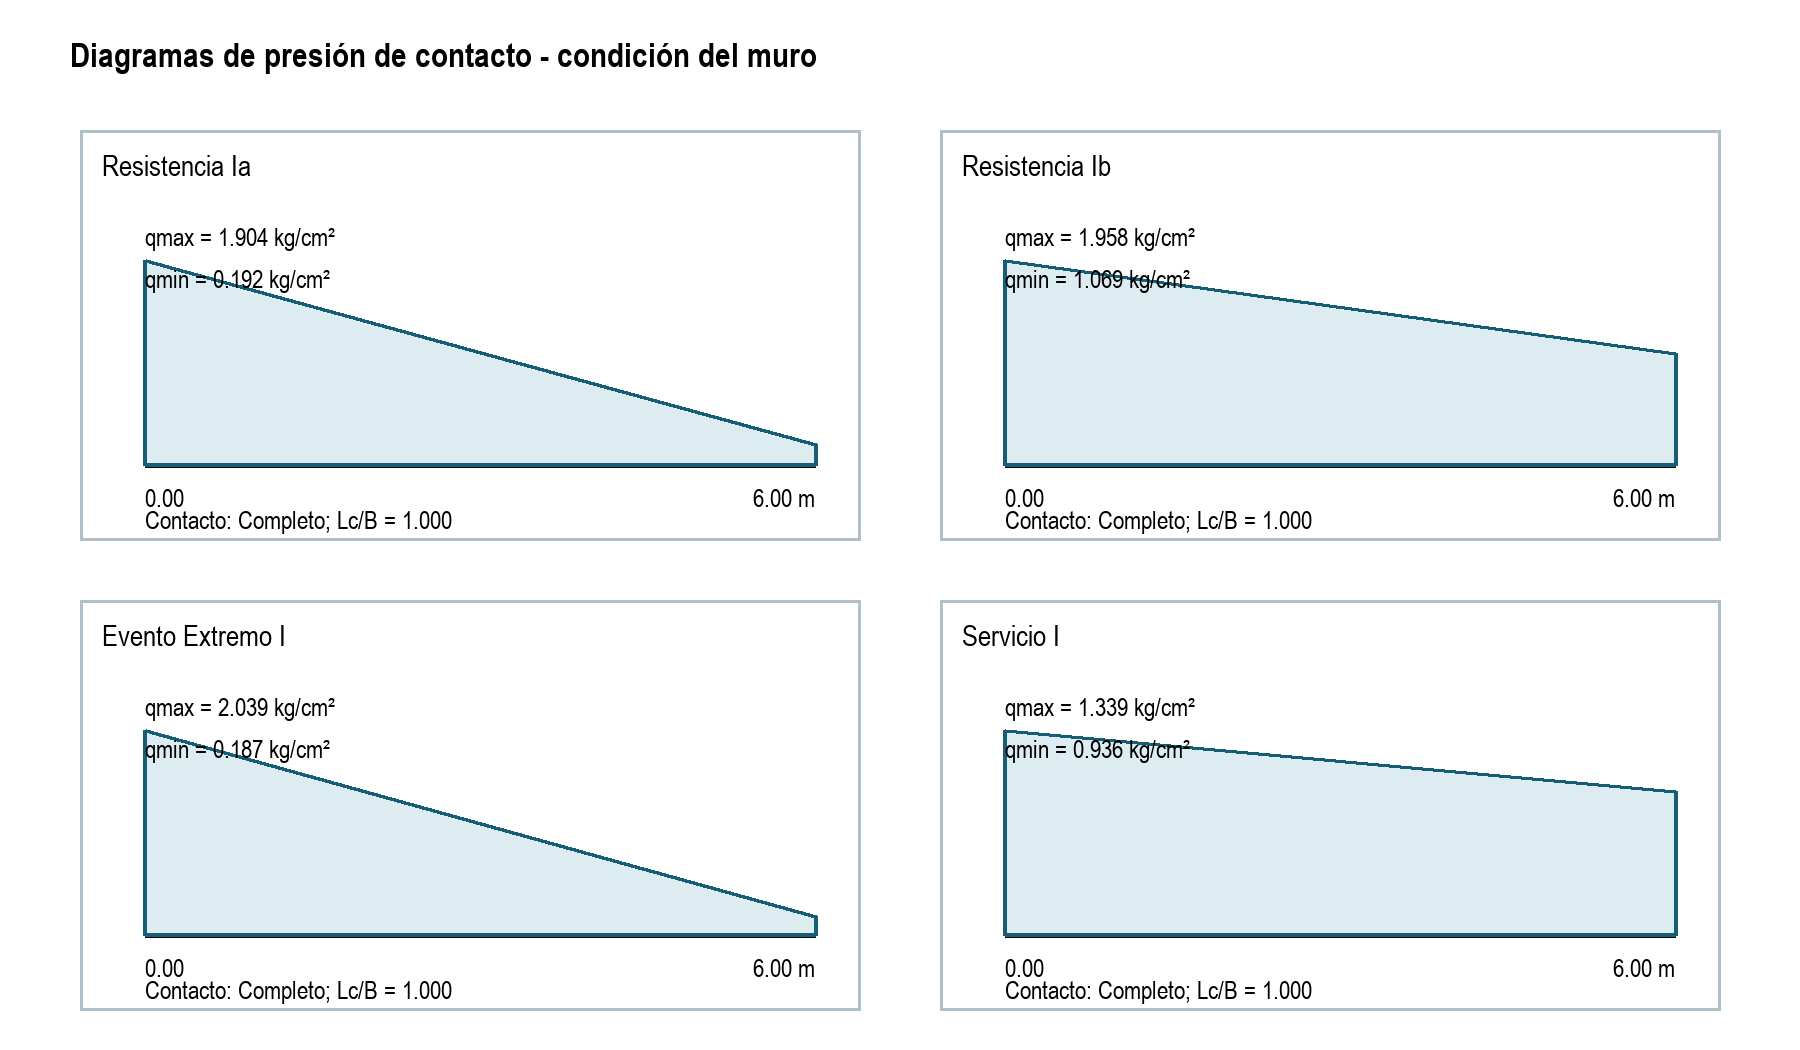 Diagramas de presión de contacto - condición del muro
Resistencia Ia
qmax = 1.904 kg/cm²
qmin = 0.192 kg/cm²
0.00
6.00 m
Contacto: Completo; Lc/B = 1.000
Resistencia Ib
qmax = 1.958 kg/cm²
qmin = 1.069 kg/cm²
0.00
6.00 m
Contacto: Completo; Lc/B = 1.000
Evento Extremo I
qmax = 2.039 kg/cm²
qmin = 0.187 kg/cm²
0.00
6.00 m
Contacto: Completo; Lc/B = 1.000
Servicio I
qmax = 1.339 kg/cm²
qmin = 0.936 kg/cm²
0.00
6.00 m
Contacto: Completo; Lc/B = 1.000